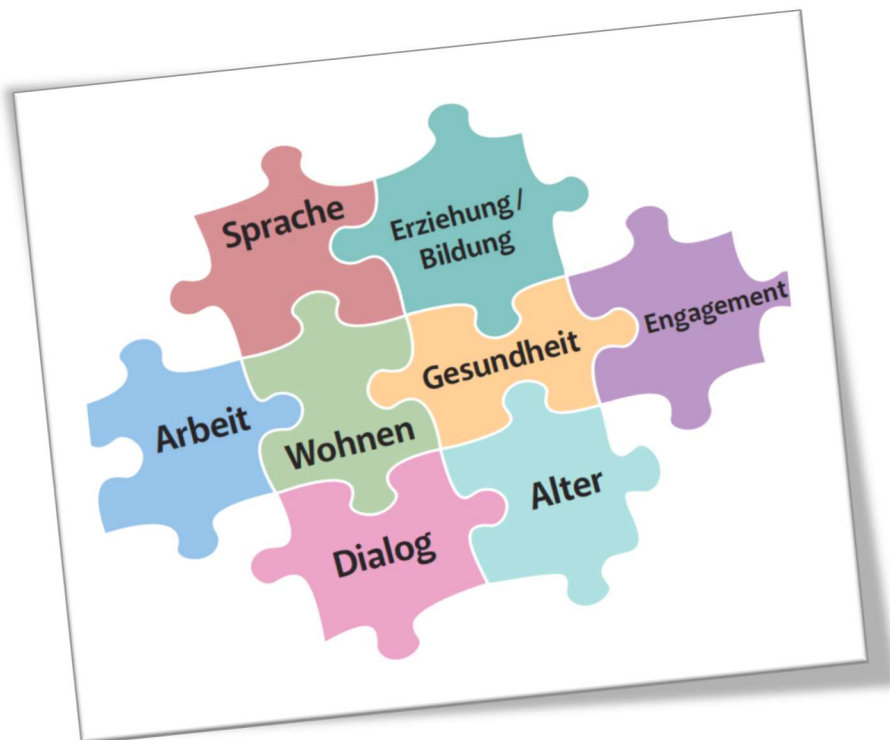 Sprache
Erziehung/
Bildung
Engagement
Gesundheit
Arbeit
Wohnen
Alter
Dialog